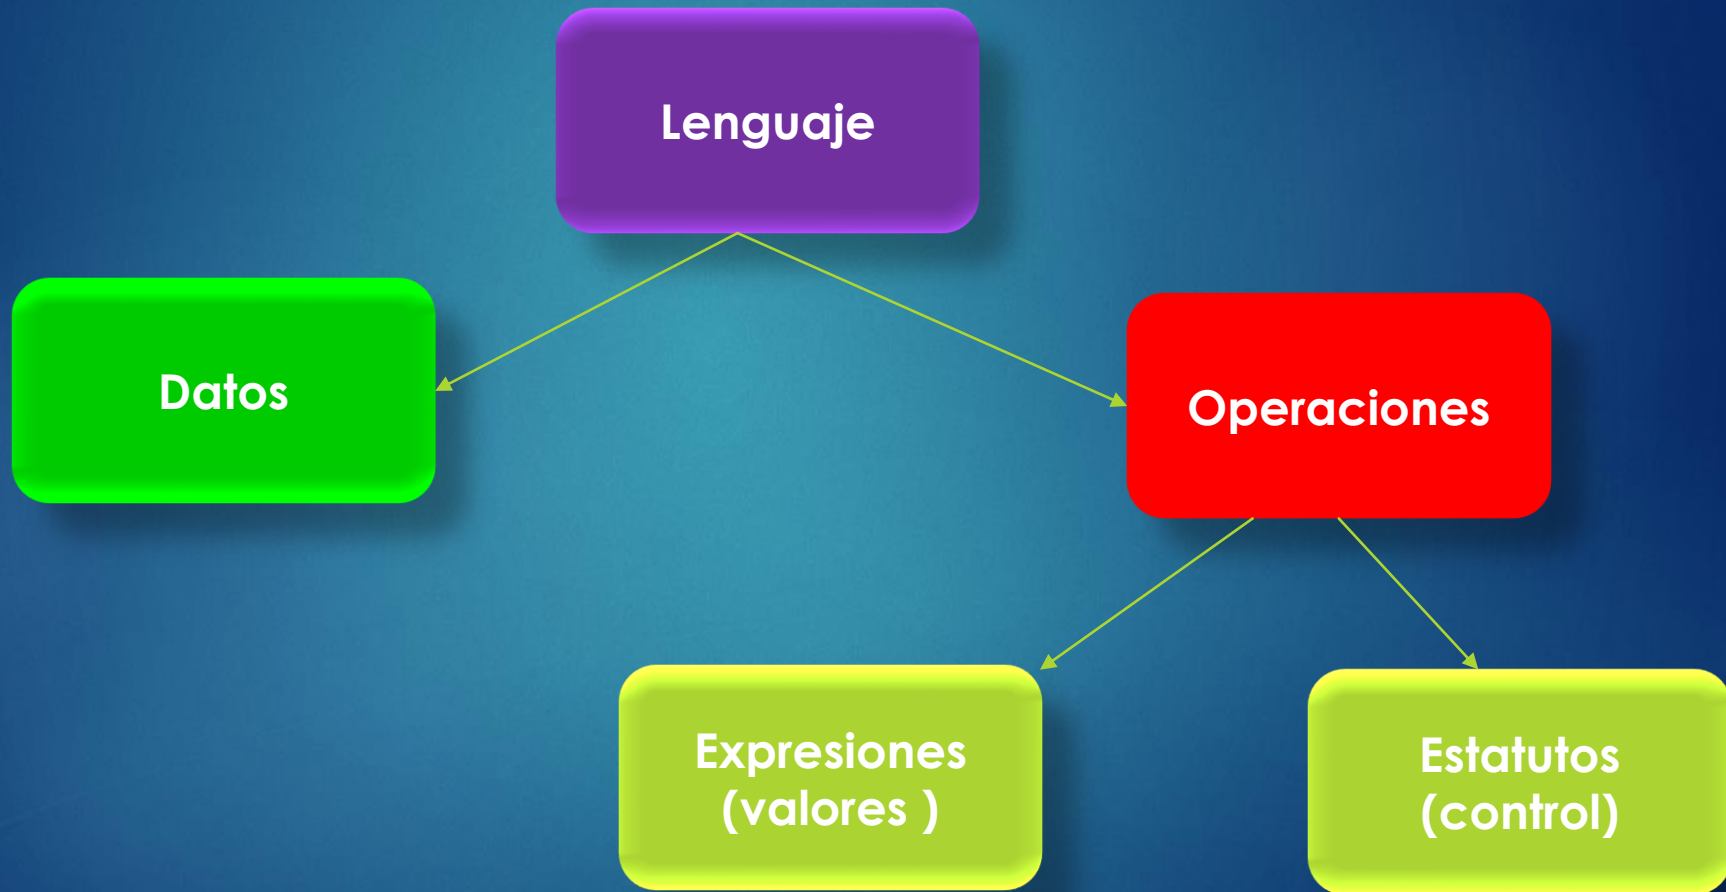 Lenguaje
Datos
Operaciones
Expresiones
(valores )
Estatutos
(control)